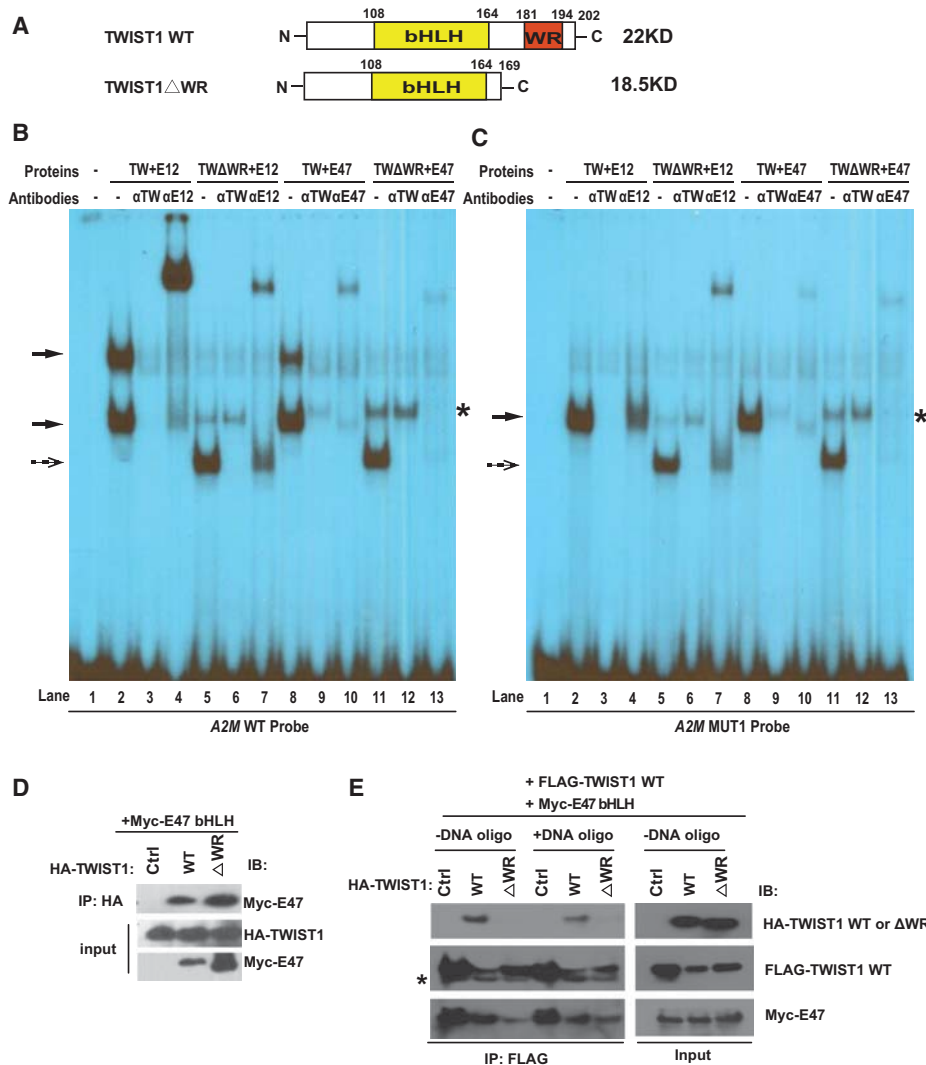 A
TWIST1 WT
N
108
bHLH
164
181
WR
194
202
C
22KD
TWIST1△WR
N
108
bHLH
164
169
C
18.5KD
B
Proteins - TW+E12 TWΔWR+E12 TW+E47 TWΔWR+E47
Antibodies - - αTW αE12 - αTW αE12 - αTW αE47 - αTW αE47
*
Lane 1 2 3 4 5 6 7 8 9 10 11 12 13
A2M WT Probe
C
Proteins - TW+E12 TWΔWR+E12 TW+E47 TWΔWR+E47
Antibodies - - αTW αE12 - αTW αE12 - αTW αE47 - αTW αE47
*
Lane 1 2 3 4 5 6 7 8 9 10 11 12 13
A2M MUT1 Probe
D
+Myc-E47 bHLH
HA-TWIST1: Ctrl WT △WR IB:
IP: HA Myc-E47
input HA-TWIST1
Myc-E47
E
+ FLAG-TWIST1 WT
+ Myc-E47 bHLH
-DNA oligo +DNA oligo -DNA oligo
HA-TWIST1: Ctrl WT △WR Ctrl WT △WR Ctrl WT △WR IB:
HA-TWIST1 WT or ΔWR
FLAG-TWIST1 WT
*
Myc-E47
IP: FLAG Input